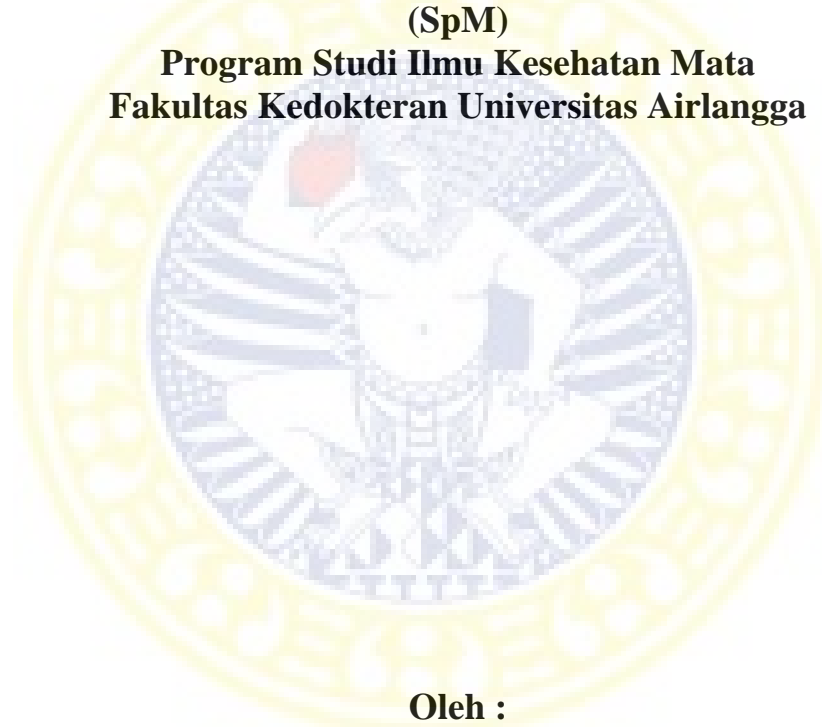 (SpM)
Program Studi Ilmu Kesehatan Mata
Fakultas Kedokteran Universitas Airlangga
Oleh :